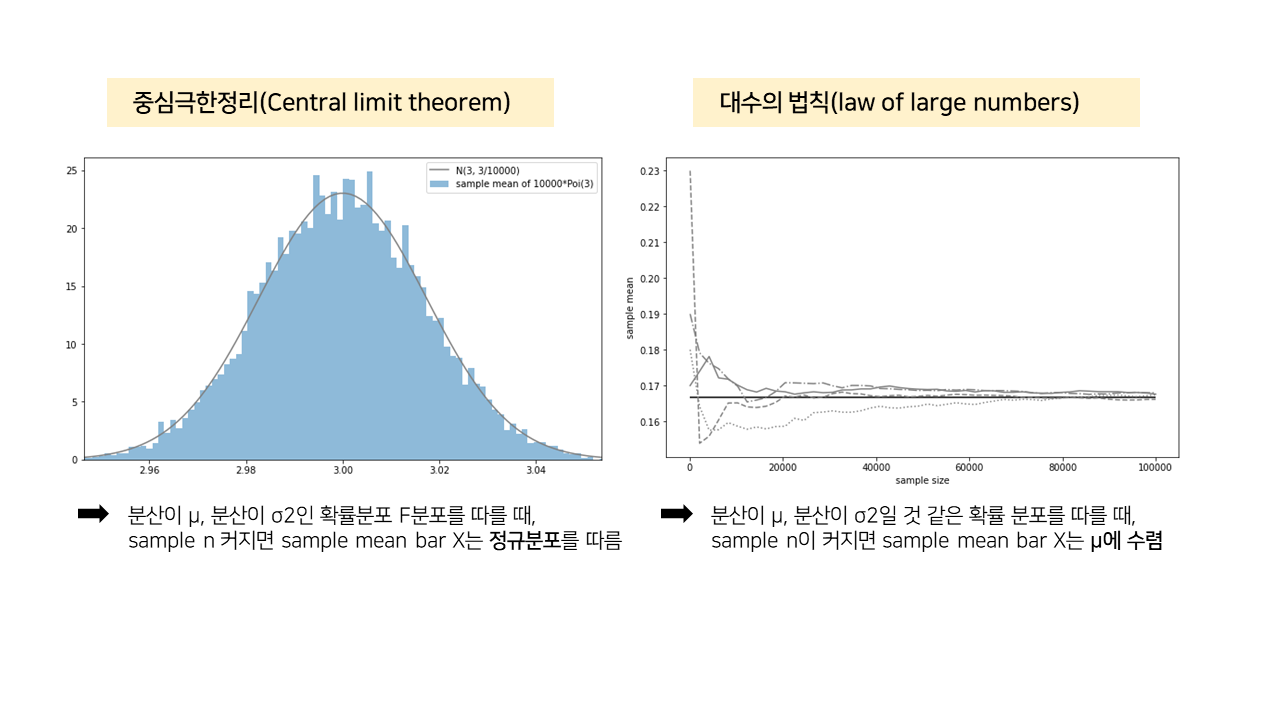 중심극한정리(Central limit theorem)
25
20
15
10
5
0
2.96
2.98
3.00
3.02
3.04
N(3, 3/10000)
sample mean of 10000*Poi(3)
분산이 μ, 분산이 σ2인 확률분포 F분포를 따를 때,
sample n 커지면 sample mean bar X는 정규분포를 따름
대수의 법칙(law of large numbers)
sample mean
0.23
0.22
0.21
0.20
0.19
0.18
0.17
0.16
0
20000
40000
60000
80000
100000
sample size
분산이 μ, 분산이 σ2일 것 같은 확률 분포를 따를 때,
sample n이 커지면 sample mean bar X는 μ에 수렴